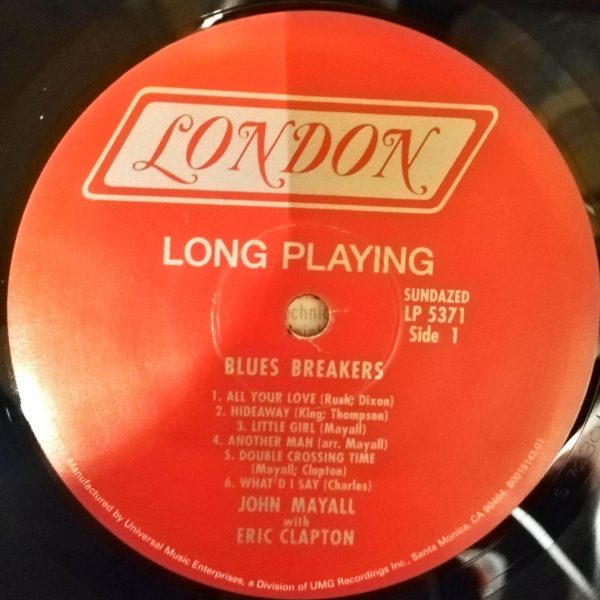 LONDON
LONG PLAYING
SUNDAZED
LP 5371
Side 1
BLUES BREAKERS
1. ALL YOUR LOVE (Rush; Dixon)
2. HIDEAWAY (King; Thompson)
3. LITTLE GIRL (Mayall)
4. ANOTHER MAN (arr. Mayall)
5. DOUBLE CROSSING TIME
(Mayall; Clapton)
6. WHAT'D I SAY (Charles)
JOHN MAYALL
with
ERIC CLAPTON
Manufactured by Universal Music Enterprises, a Division of UMG Recordings Inc., Santa Monica, CA 90404. B0015143-01